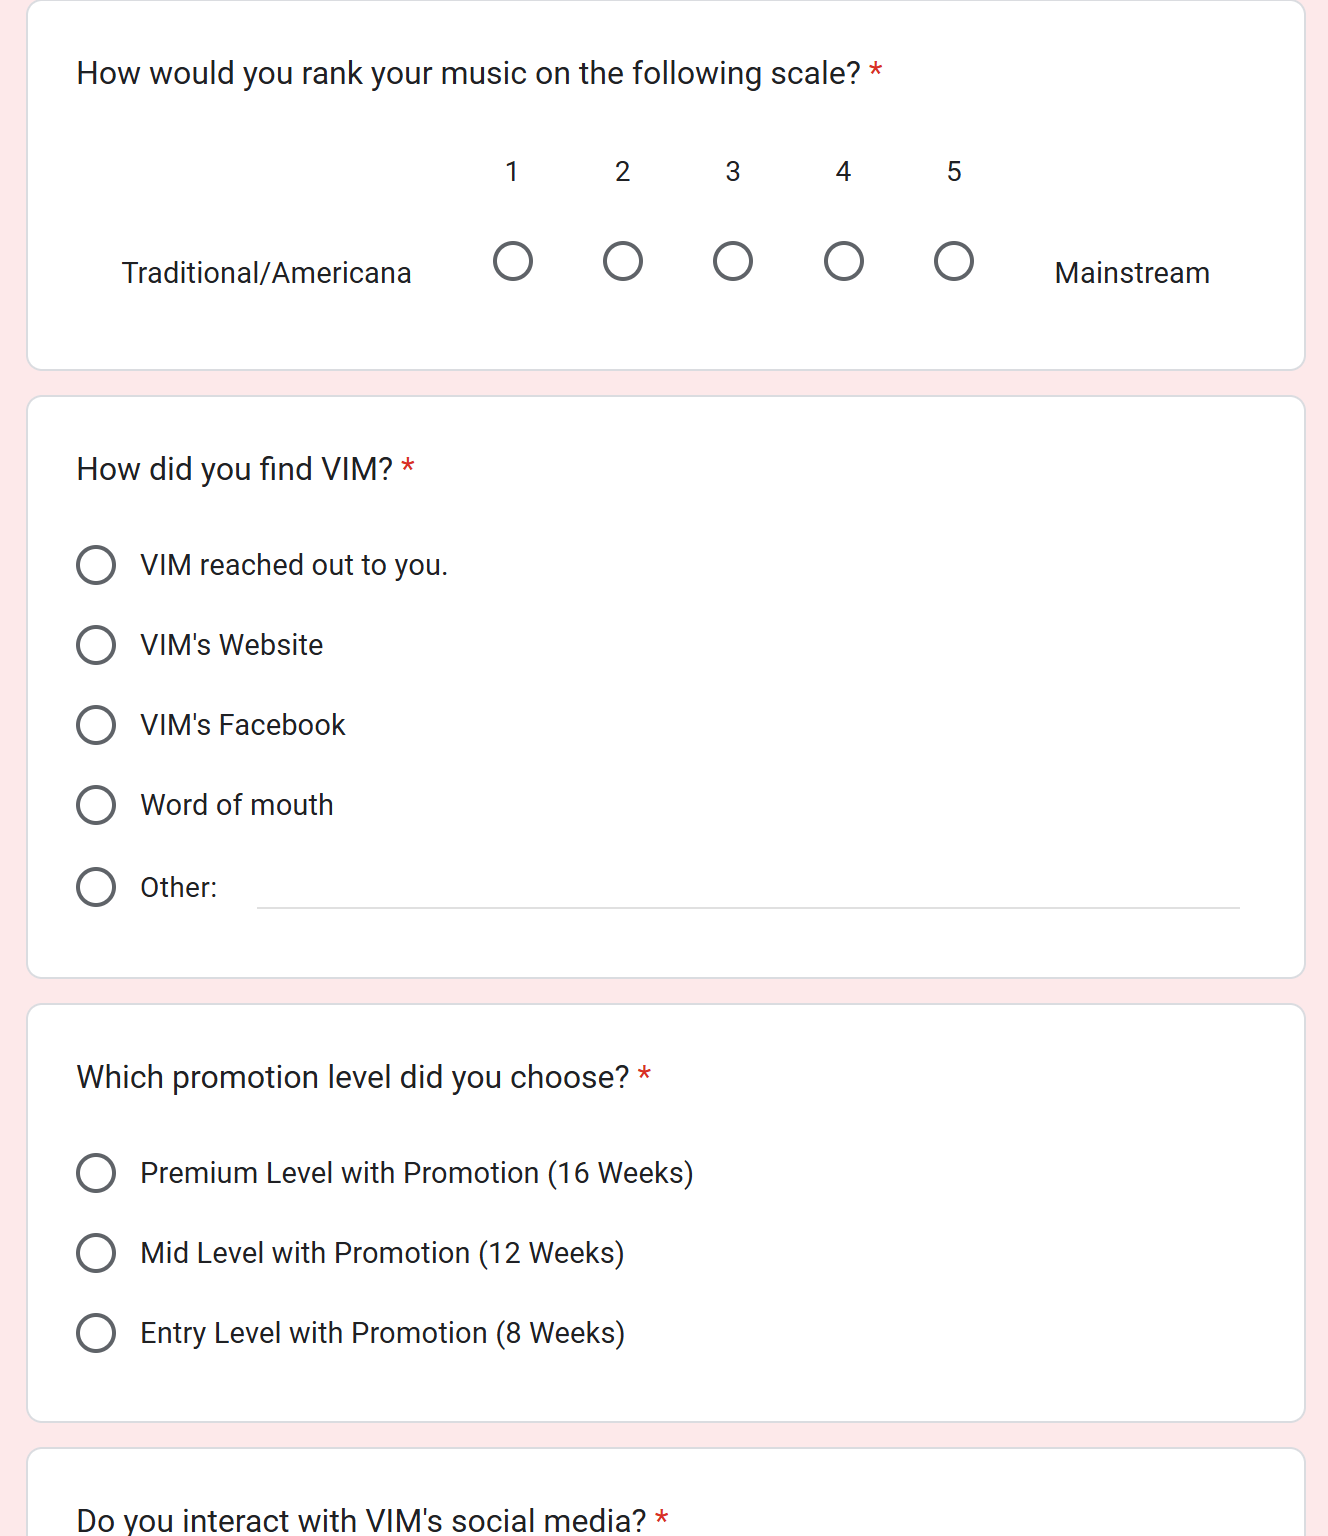 How would you rank your music on the following scale? *
1 2 3 4 5
Traditional/Americana Mainstream
How did you find VIM? *
VIM reached out to you.
VIM's Website
VIM's Facebook
Word of mouth
Other:
Which promotion level did you choose? *
Premium Level with Promotion (16 Weeks)
Mid Level with Promotion (12 Weeks)
Entry Level with Promotion (8 Weeks)
Do you interact with VIM's social media? *